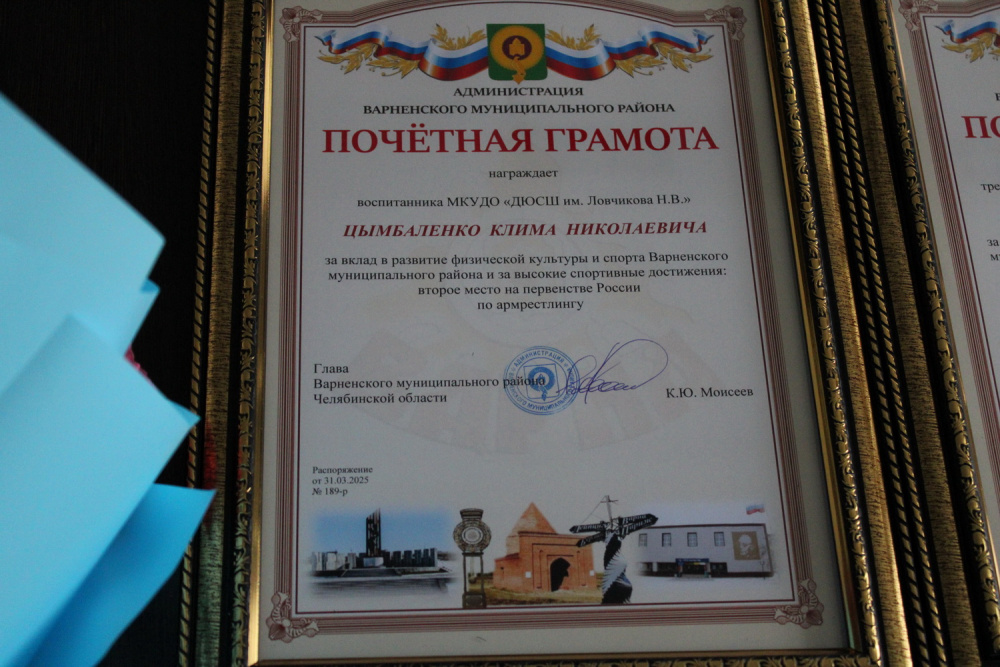 АДМИНИСТРАЦИЯ
ВАРНЕНСКОГО МУНИЦИПАЛЬНОГО РАЙОНА
ПОЧЁТНАЯ ГРАМОТА
награждает
воспитанника МКУДО «ДЮСШ им. Ловчикова Н.В.»
ЦЫМБАЛЕНКО КЛИМА НИКОЛАЕВИЧА
за вклад в развитие физической культуры и спорта Варненского
муниципального района и за высокие спортивные достижения:
второе место на первенстве России
по армрестлингу
Глава
Варненского муниципального района
Челябинской области
К.Ю. Моисеев
Распоряжение
от 31.03.2025
№ 189-р